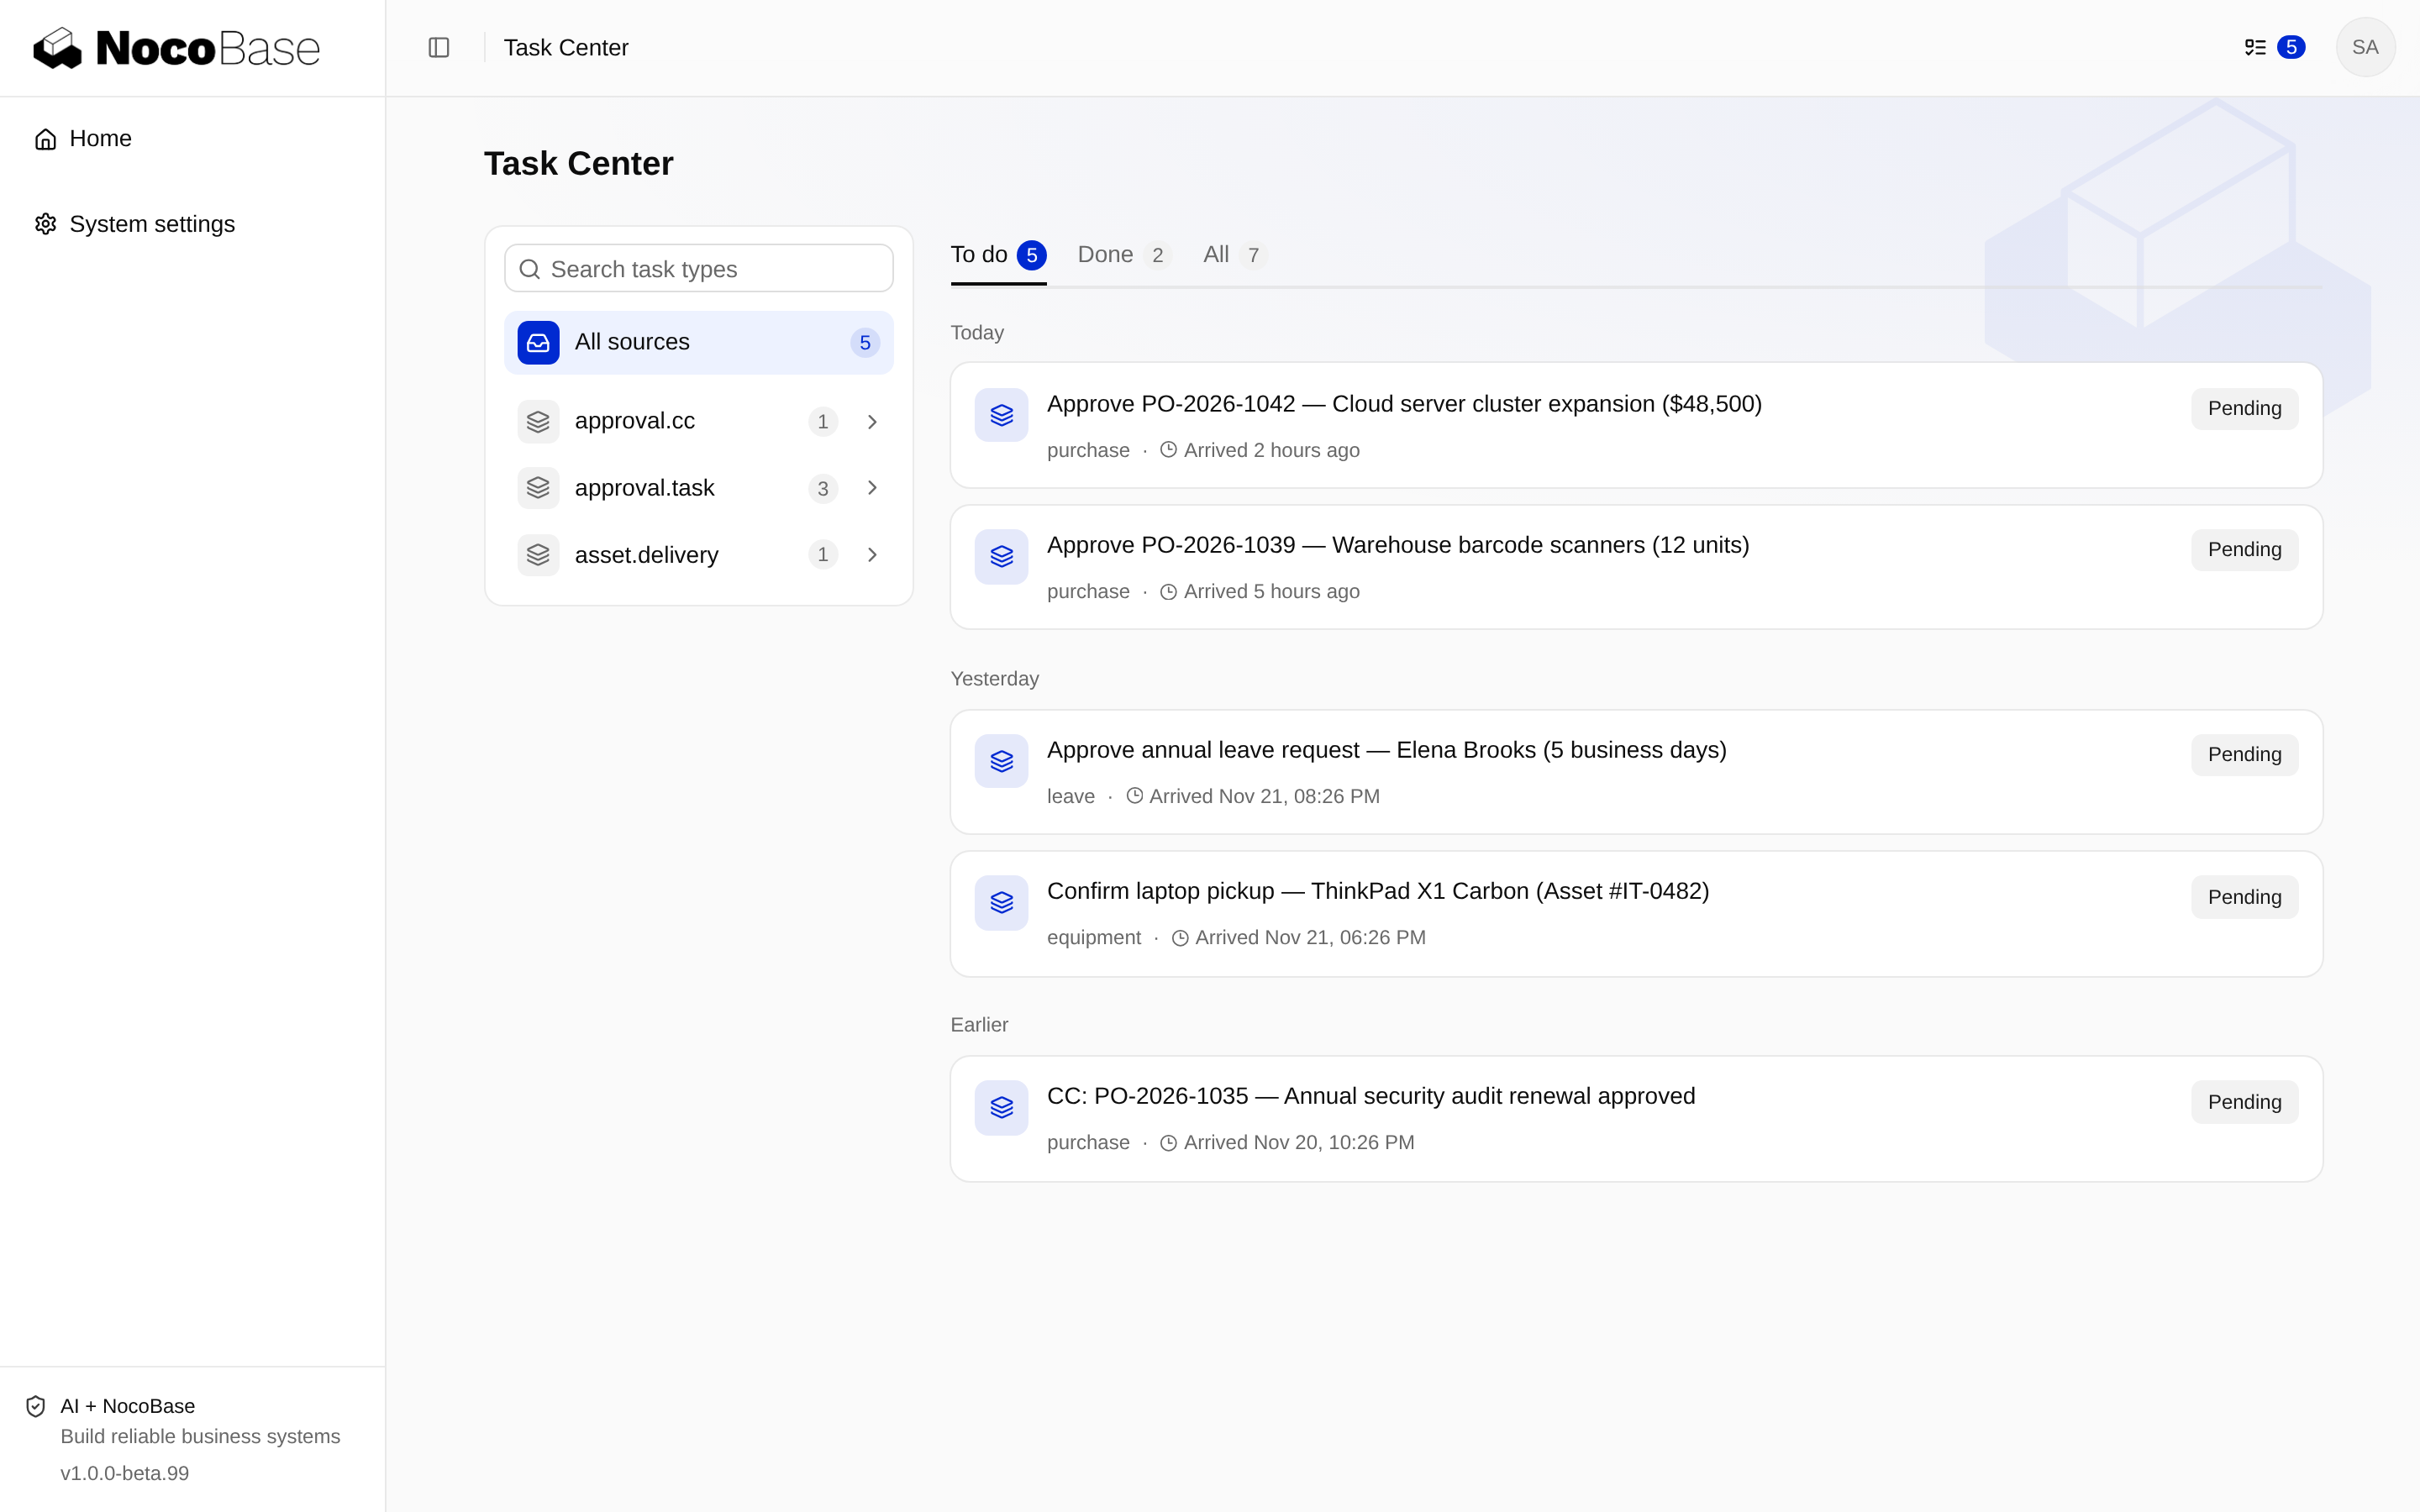 NocoBase
Task Center
5
SA
Home
System settings
Task Center
Search task types
All sources
5
approval.cc
1
approval.task
3
asset.delivery
1
To do 5 Done 2 All 7
Today
Approve PO-2026-1042 — Cloud server cluster expansion ($48,500)
Pending
purchase · Arrived 2 hours ago
Approve PO-2026-1039 — Warehouse barcode scanners (12 units)
Pending
purchase · Arrived 5 hours ago
Yesterday
Approve annual leave request — Elena Brooks (5 business days)
Pending
leave · Arrived Nov 21, 08:26 PM
Confirm laptop pickup — ThinkPad X1 Carbon (Asset #IT-0482)
Pending
equipment · Arrived Nov 21, 06:26 PM
Earlier
CC: PO-2026-1035 — Annual security audit renewal approved
Pending
purchase · Arrived Nov 20, 10:26 PM
AI + NocoBase
Build reliable business systems
v1.0.0-beta.99